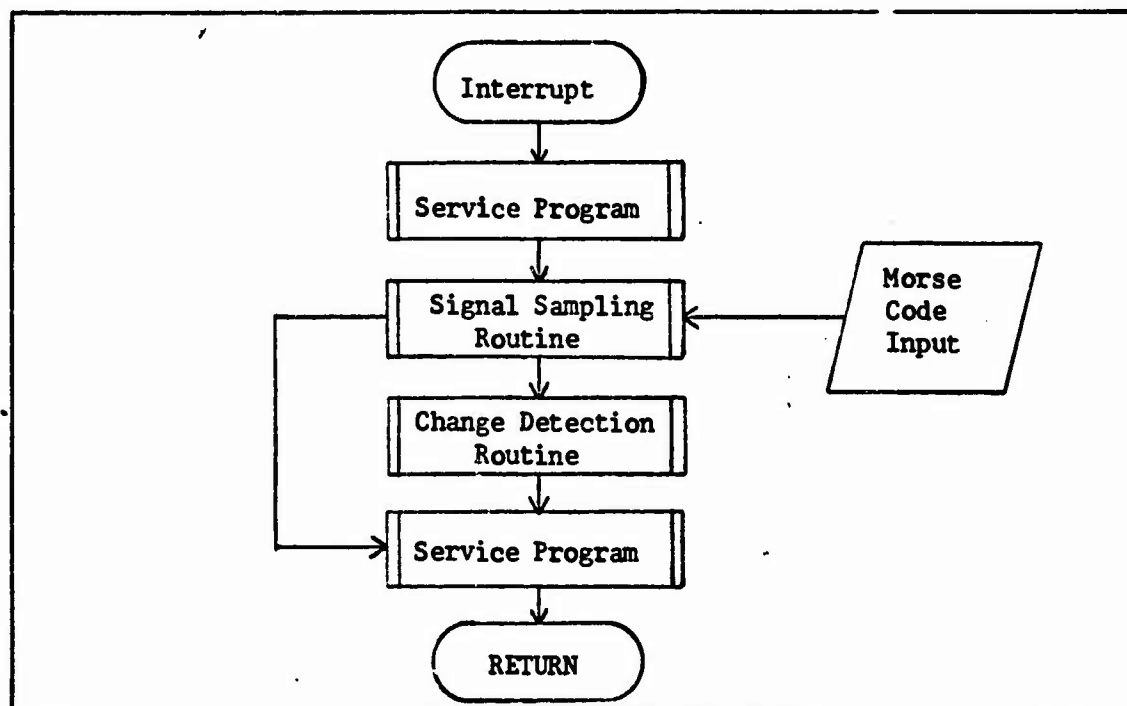 Interrupt
Service Program
Signal Sampling
Routine
Morse
Code
Input
Change Detection
Routine
Service Program
RETURN